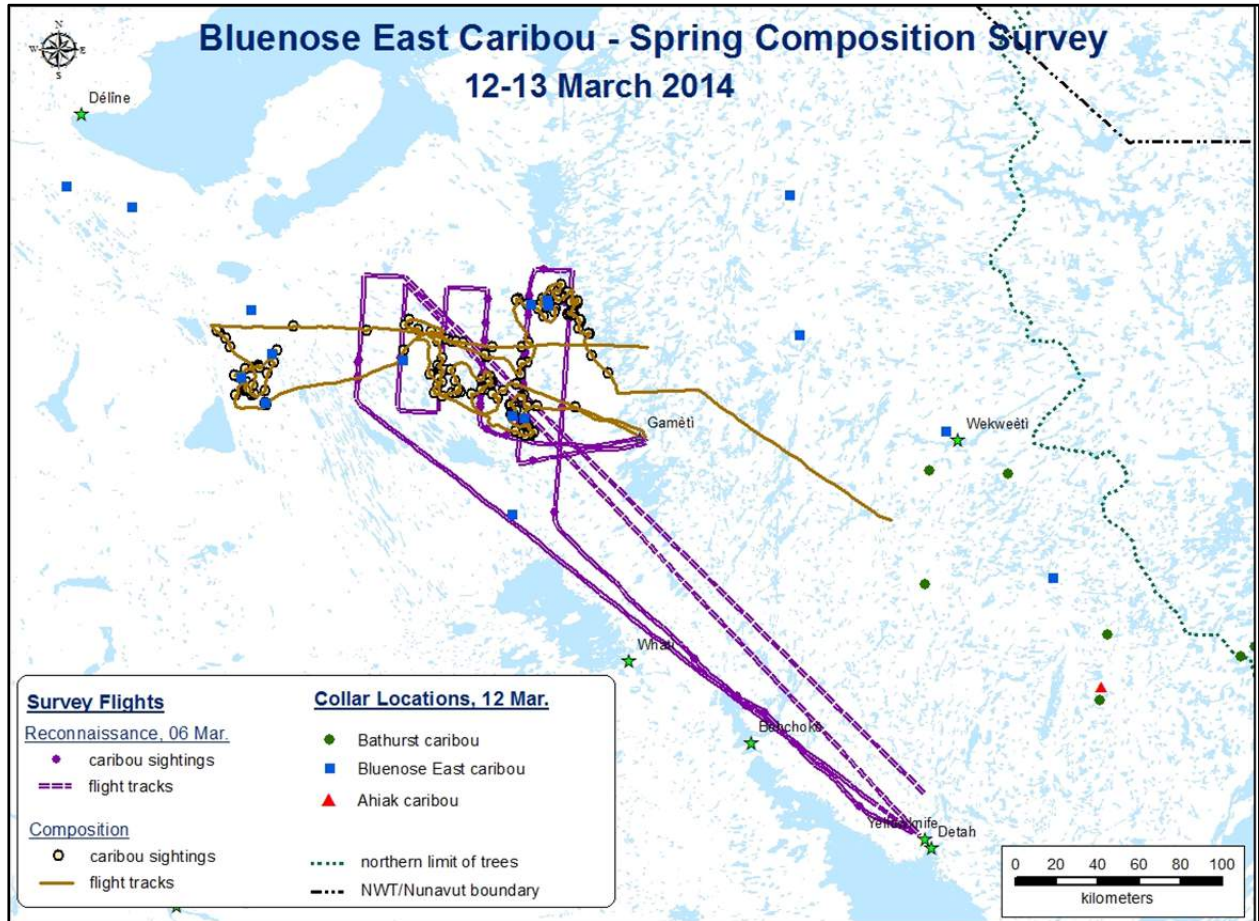 Bluenose East Caribou - Spring Composition Survey
12-13 March 2014
N
W E
S
Délįne
Gamètì
Wekweètì
Whatì
Behchokǫ̀
Yellowknife
Detah
Survey Flights
Reconnaissance, 06 Mar.
caribou sightings
flight tracks
Composition
caribou sightings
flight tracks
Collar Locations, 12 Mar.
Bathurst caribou
Bluenose East caribou
Ahiak caribou
northern limit of trees
NWT/Nunavut boundary
0 20 40 60 80 100
kilometers